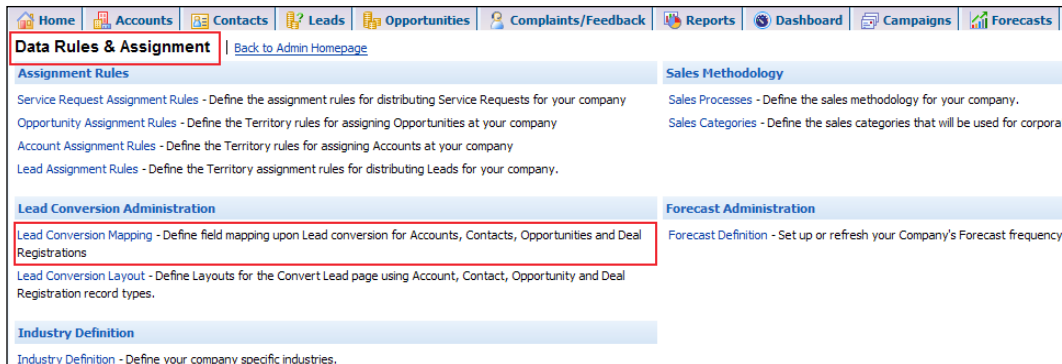 Home Accounts Contacts Leads Opportunities Complaints/Feedback Reports Dashboard Campaigns Forecasts
Data Rules & Assignment | Back to Admin Homepage
Assignment Rules
Service Request Assignment Rules - Define the assignment rules for distributing Service Requests for your company
Opportunity Assignment Rules - Define the Territory rules for assigning Opportunities at your company
Account Assignment Rules - Define the Territory rules for assigning Accounts at your company
Lead Assignment Rules - Define the Territory assignment rules for distributing Leads for your company.
Sales Methodology
Sales Processes - Define the sales methodology for your company.
Sales Categories - Define the sales categories that will be used for corpora
Lead Conversion Administration
Lead Conversion Mapping - Define field mapping upon Lead conversion for Accounts, Contacts, Opportunities and Deal
Registrations
Lead Conversion Layout - Define Layouts for the Convert Lead page using Account, Contact, Opportunity and Deal
Registration record types.
Forecast Administration
Forecast Definition - Set up or refresh your Company's Forecast frequency
Industry Definition
Industry Definition - Define your company specific industries.